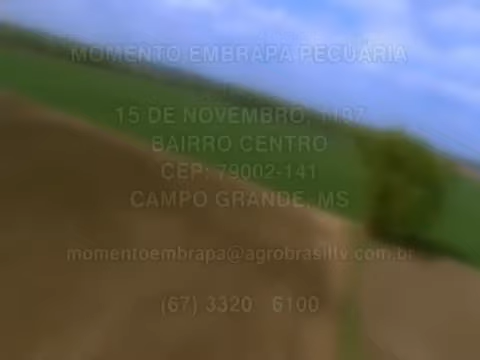 MOMENTO EMBRAPA PECUÁRIA
15 DE NOVEMBRO, 1197
BAIRRO CENTRO
CEP: 79002-141
CAMPO GRANDE, MS
momentoembrapa@agrobrasiltv.com.br
(67) 3320 6100